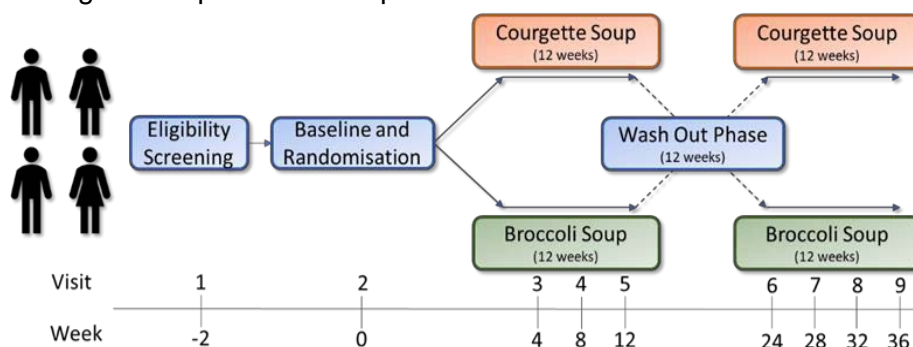 Courgette Soup
(12 weeks)
Courgette Soup
(12 weeks)
Eligibility
Screening
Baseline and
Randomisation
Wash Out Phase
(12 weeks)
Broccoli Soup
(12 weeks)
Broccoli Soup
(12 weeks)
Visit 1 2 3 4 5 6 7 8 9
Week -2 0 4 8 12 24 28 32 36